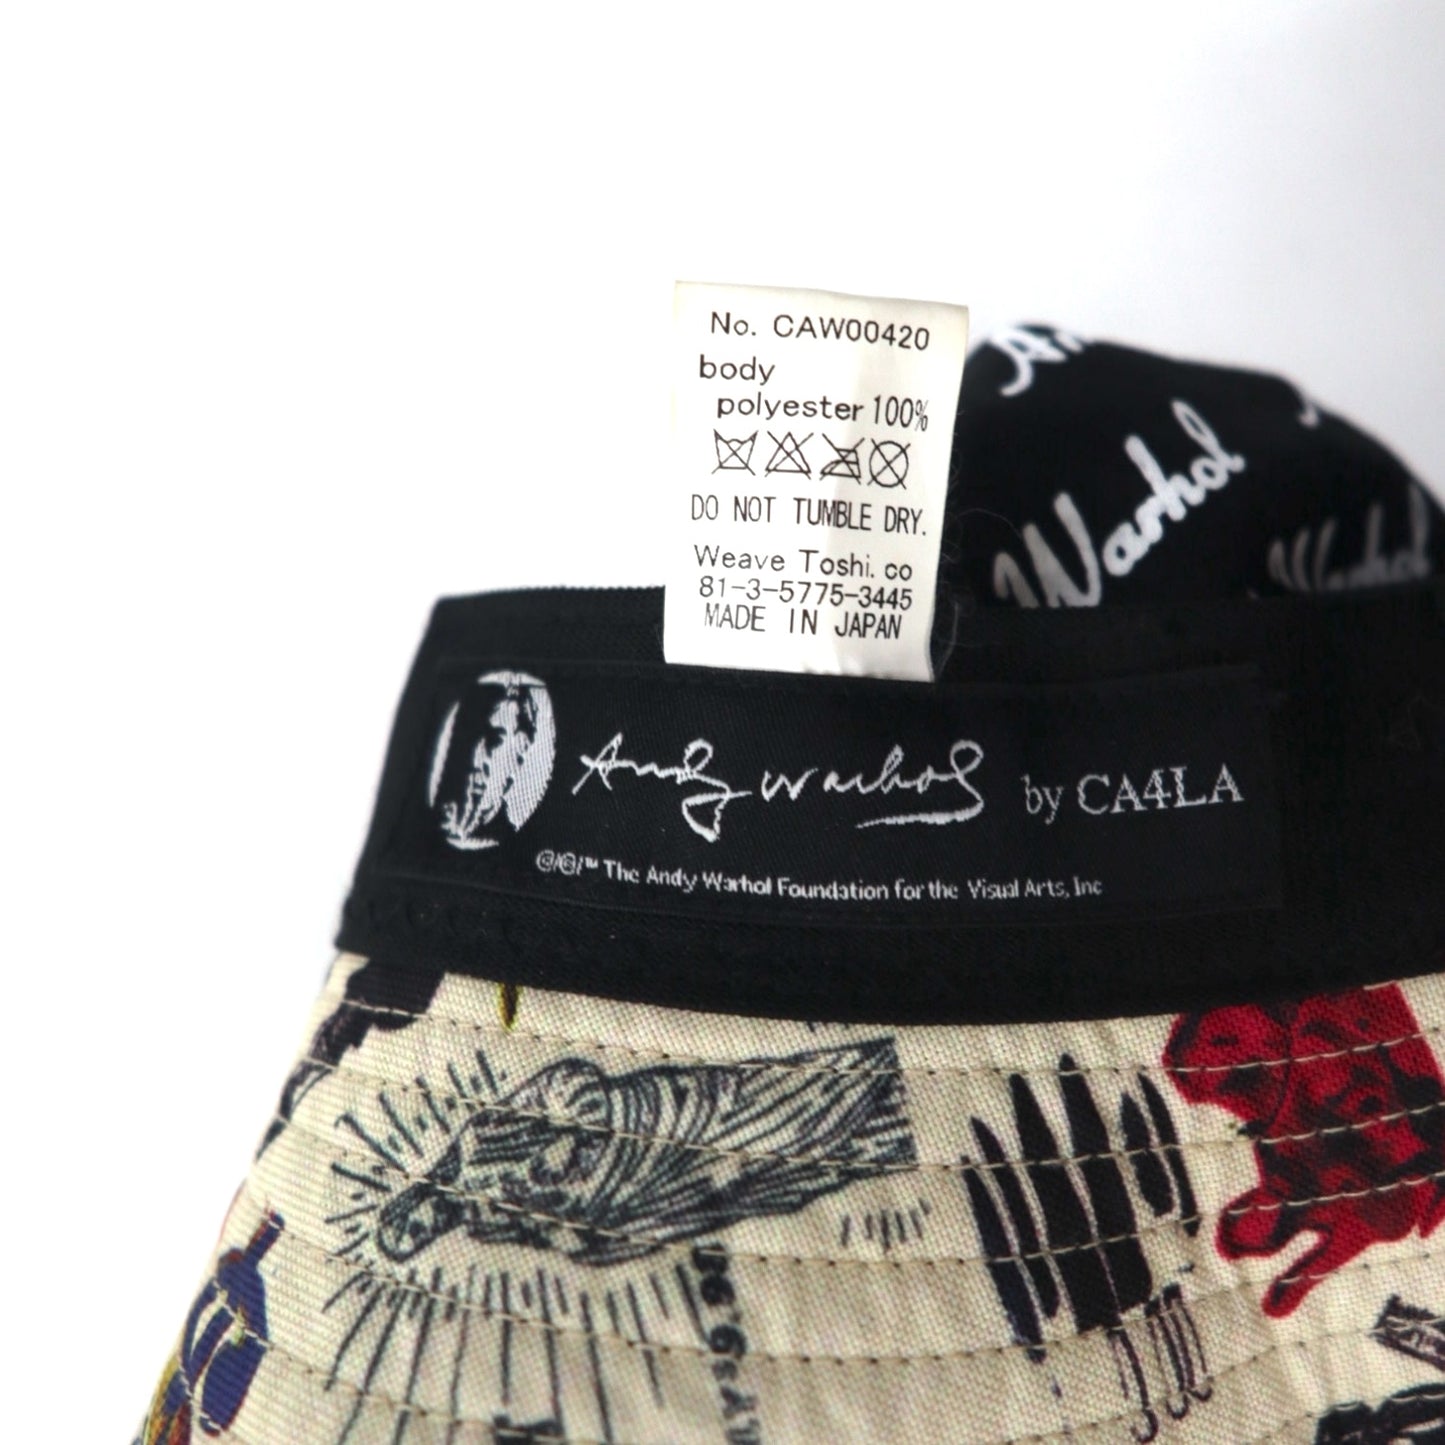 No. CAW00420
body
polyester 100%
DO NOT TUMBLE DRY.
Weave Toshi. co
81-3-5775-3445
MADE IN JAPAN
Warhol
Warhol
Andy Warhol by CA4LA
©/®/™ The Andy Warhol Foundation for the Visual Arts, Inc